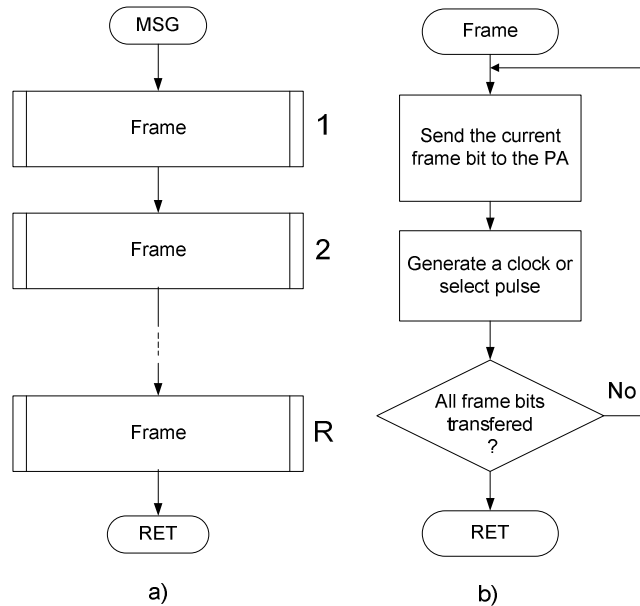 MSG
Frame
1
Frame
2
Frame
R
RET
a)
Frame
Send the current
frame bit to the PA
Generate a clock or
select pulse
All frame bits
transfered
?
No
RET
b)